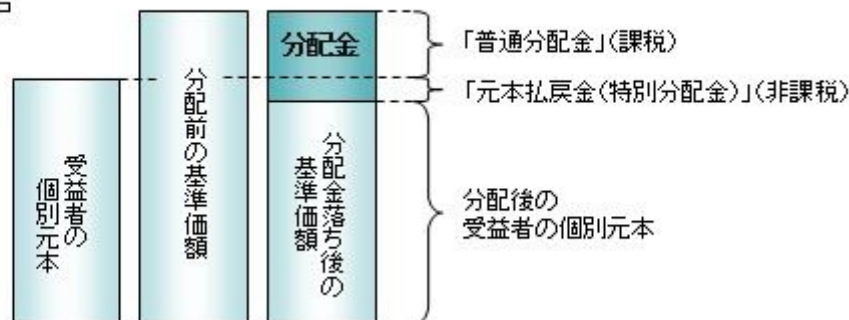 受益者の
個別元本
分配前の基準価額
分配金
分配金落ち後の
基準価額
「普通分配金」(課税)
「元本払戻金(特別分配金)」(非課税)
分配後の
受益者の個別元本